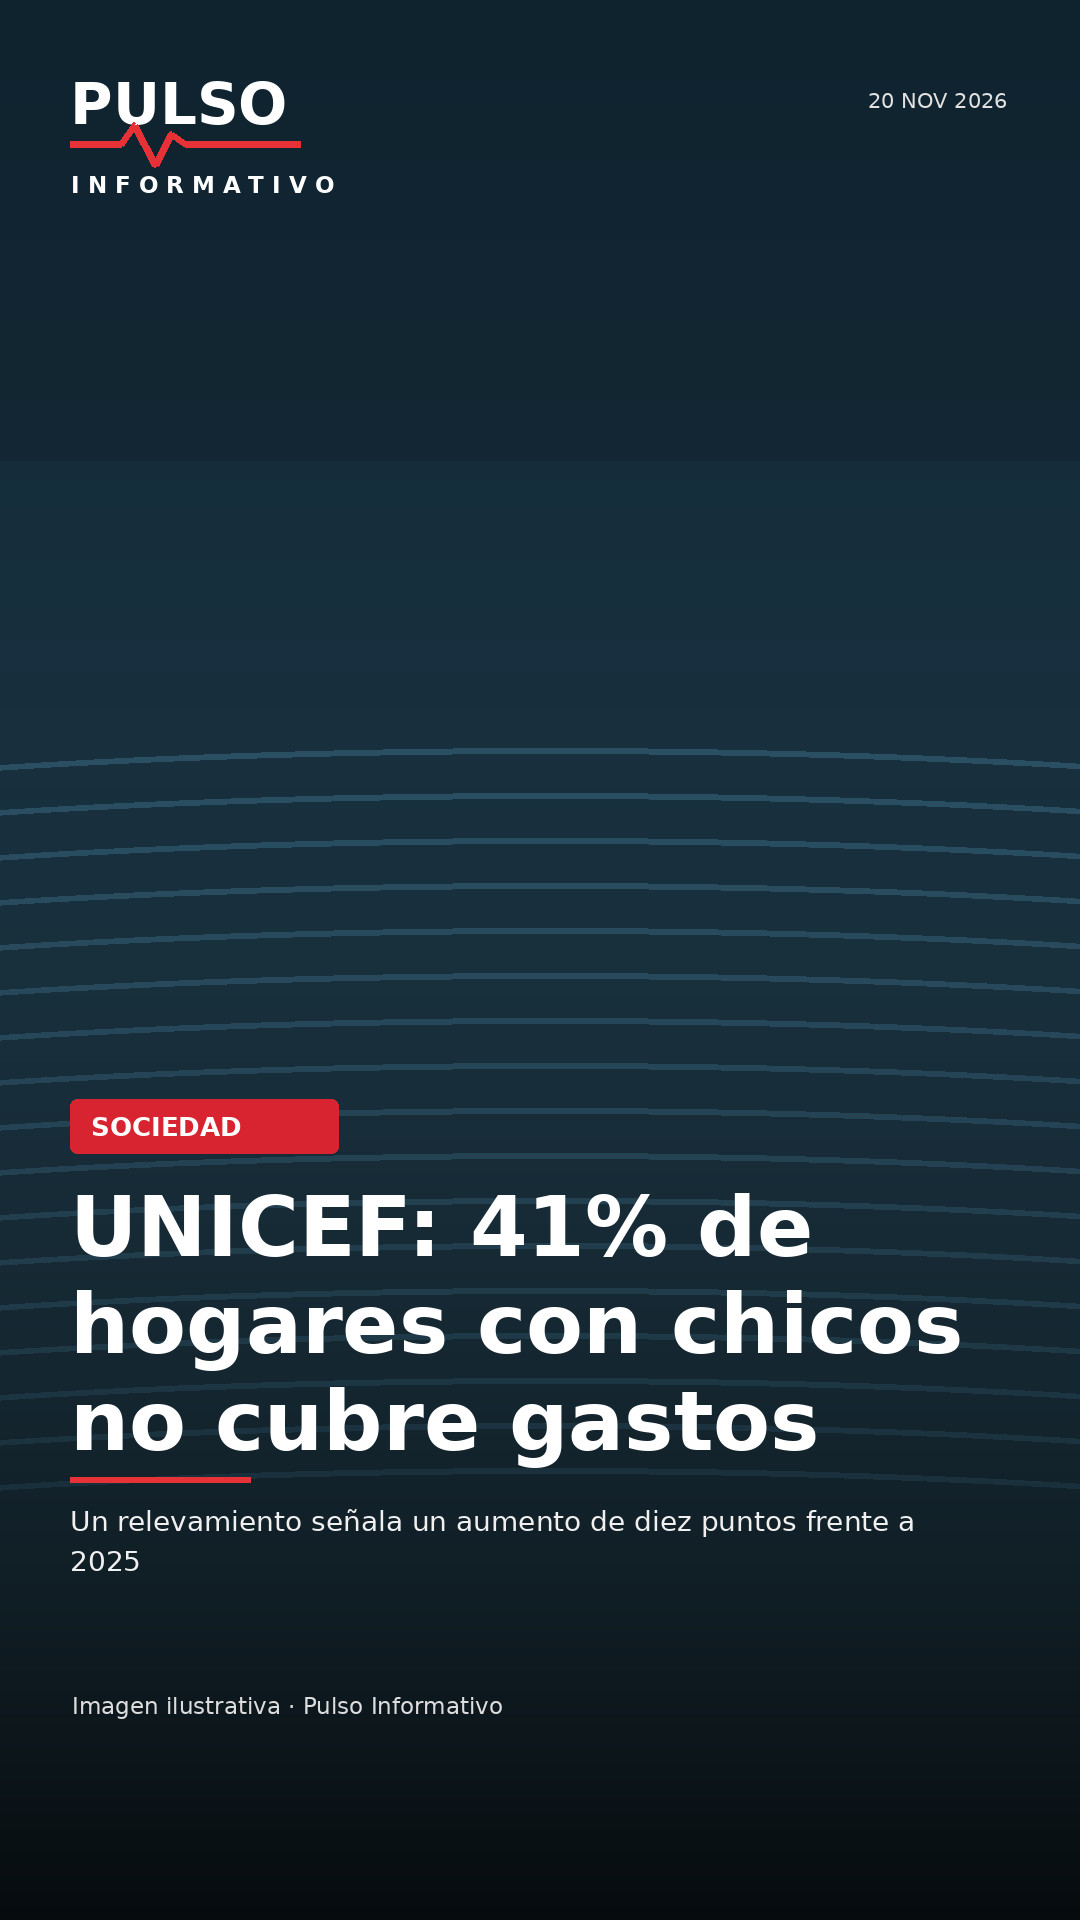 PULSO
INFORMATIVO
20 NOV 2026
SOCIEDAD
UNICEF: 41% de
hogares con chicos
no cubre gastos
Un relevamiento señala un aumento de diez puntos frente a
2025
Imagen ilustrativa · Pulso Informativo